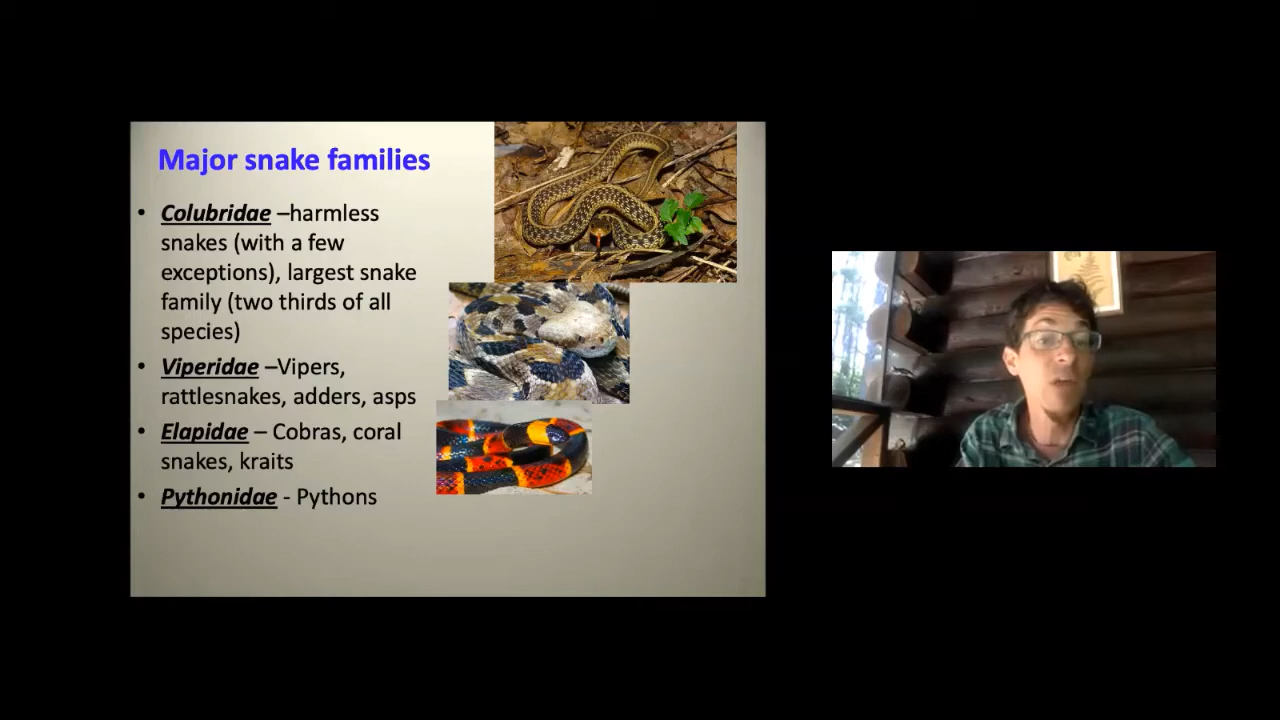 Major snake families
• Colubridae –harmless
snakes (with a few
exceptions), largest snake
family (two thirds of all
species)
• Viperidae –Vipers,
rattlesnakes, adders, asps
• Elapidae – Cobras, coral
snakes, kraits
• Pythonidae - Pythons